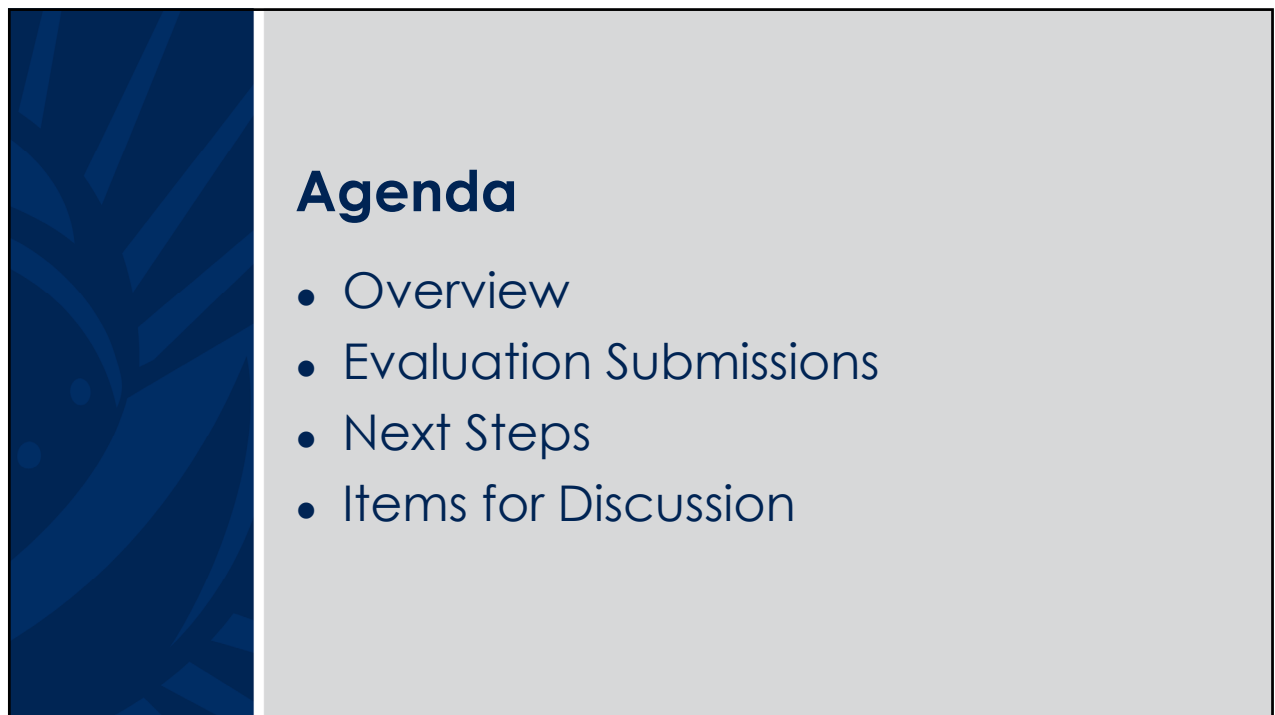 Agenda
• Overview
• Evaluation Submissions
• Next Steps
• Items for Discussion